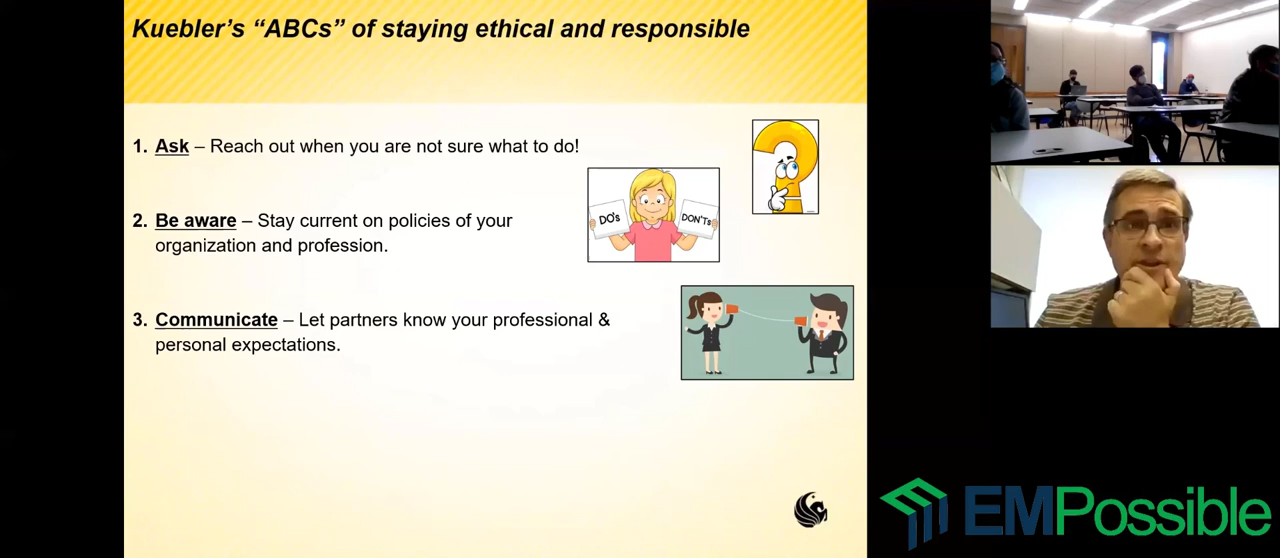 Kuebler’s “ABCs” of staying ethical and responsible
1. Ask – Reach out when you are not sure what to do!
2. Be aware – Stay current on policies of your
organization and profession.
DO's
DON'Ts
3. Communicate – Let partners know your professional &
personal expectations.
EMPossible